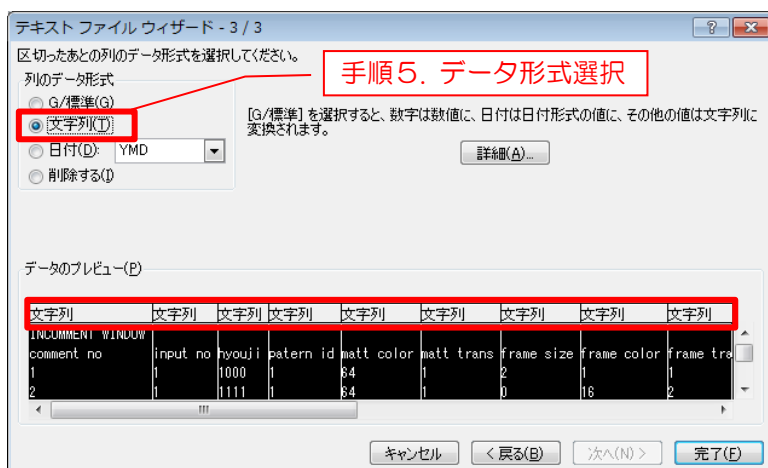 テキスト ファイル ウィザード - 3 / 3
区切ったあとの列のデータ形式を選択してください。
手順５．データ形式選択
列のデータ形式
G/標準(G)
文字列(T)
日付(D): YMD
削除する(I)
[G/標準] を選択すると、数字は数値に、日付は日付形式の値に、その他の値は文字列に
変換されます。
詳細(A)...
データのプレビュー(P)
文字列 文字列 文字列 文字列 文字列 文字列 文字列 文字列 文字列
INCOMMENT WINDOW
comment no input no hyouji patern id matt color matt trans frame size frame color frame tra
1 1 1000 1 64 1 2 1 1
2 1 1111 1 64 1 0 16 2
キャンセル < 戻る(B) 次へ(N) > 完了(F)